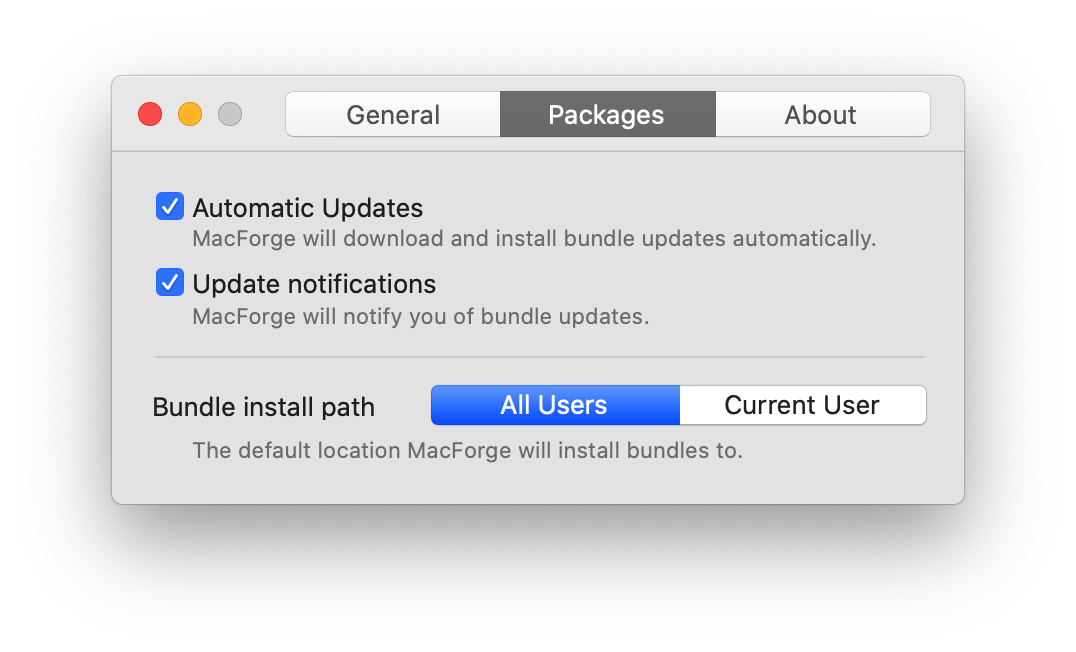 General Packages About
Automatic Updates
MacForge will download and install bundle updates automatically.
Update notifications
MacForge will notify you of bundle updates.
Bundle install path All Users Current User
The default location MacForge will install bundles to.